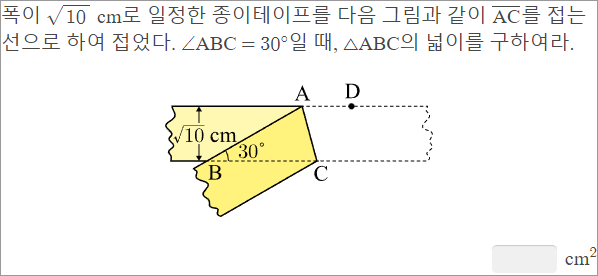 폭이 √10 cm로 일정한 종이테이프를 다음 그림과 같이 A̅C̅를 접는
선으로 하여 접었다. ∠ABC = 30°일 때, △ABC의 넓이를 구하여라.
A D
√10 cm
30°
B C
cm²